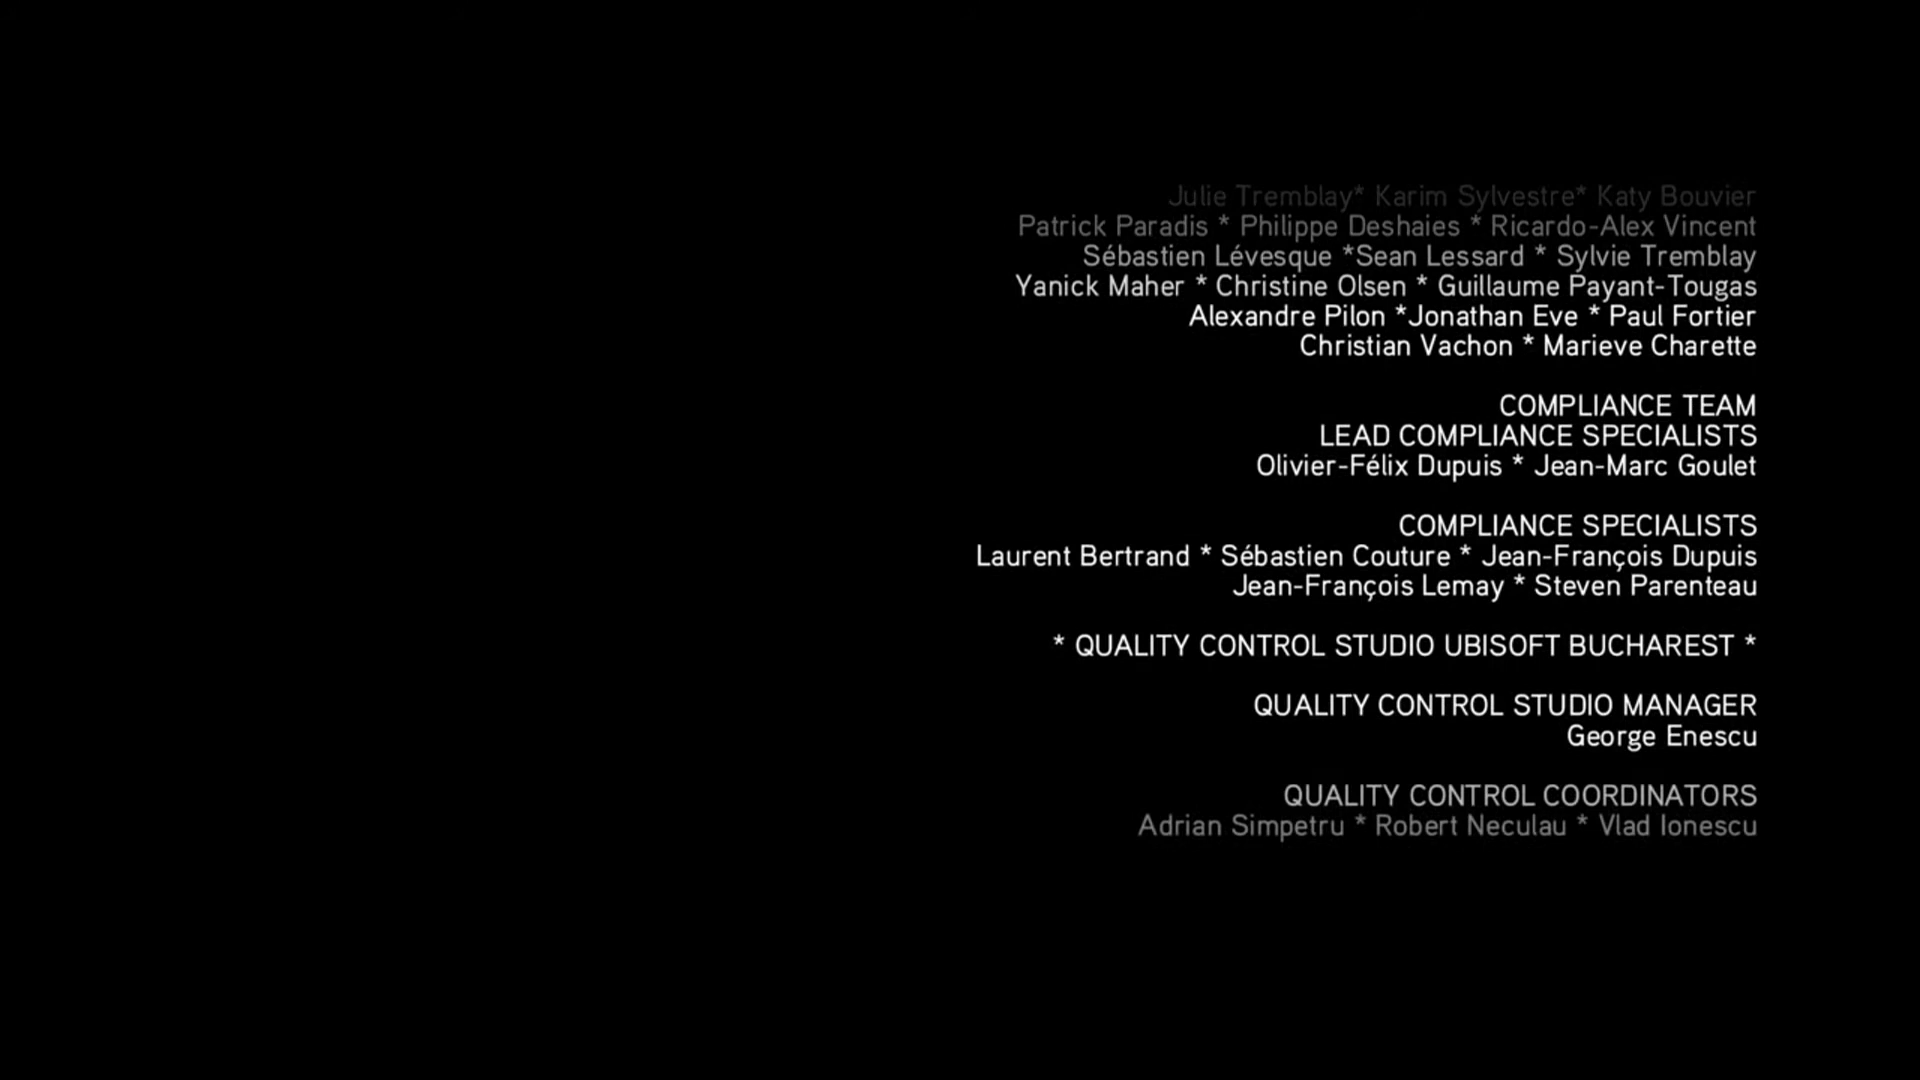 Julie Tremblay* Karim Sylvestre* Katy Bouvier
Patrick Paradis * Philippe Deshaies * Ricardo-Alex Vincent
Sébastien Lévesque *Sean Lessard * Sylvie Tremblay
Yanick Maher * Christine Olsen * Guillaume Payant-Tougas
Alexandre Pilon *Jonathan Eve * Paul Fortier
Christian Vachon * Marieve Charette
COMPLIANCE TEAM
LEAD COMPLIANCE SPECIALISTS
Olivier-Félix Dupuis * Jean-Marc Goulet
COMPLIANCE SPECIALISTS
Laurent Bertrand * Sébastien Couture * Jean-François Dupuis
Jean-François Lemay * Steven Parenteau
* QUALITY CONTROL STUDIO UBISOFT BUCHAREST *
QUALITY CONTROL STUDIO MANAGER
George Enescu
QUALITY CONTROL COORDINATORS
Adrian Simpetru * Robert Neculau * Vlad Ionescu